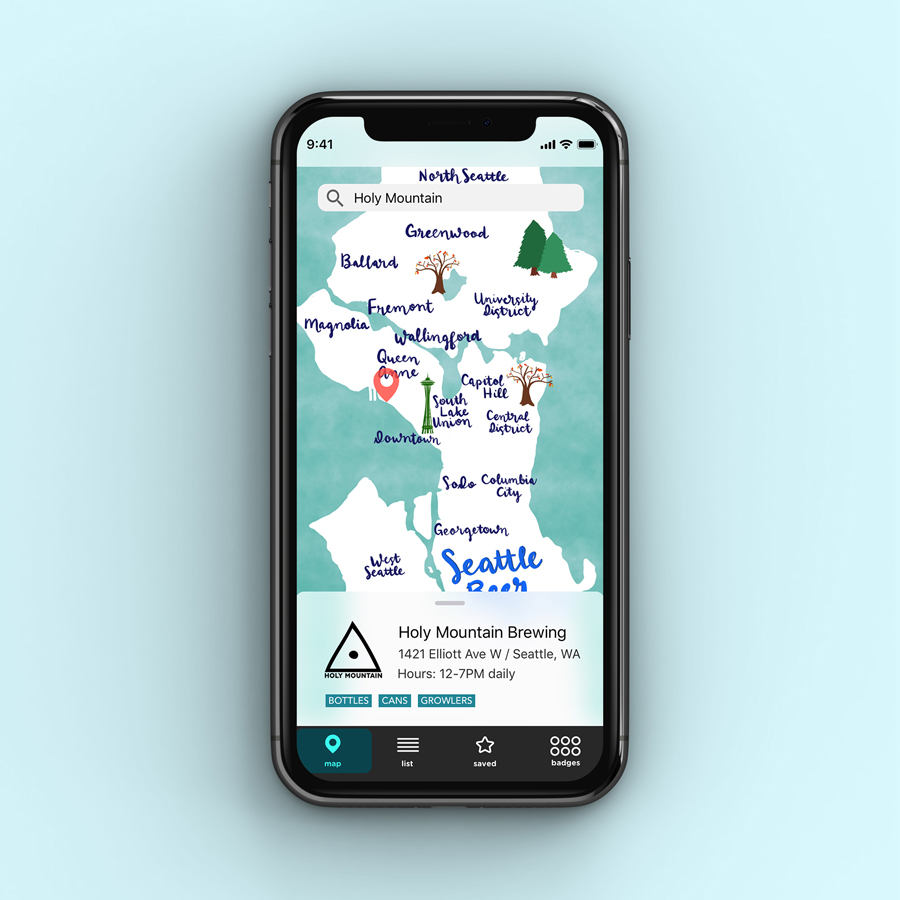 9:41
North Seattle
Holy Mountain
Greenwood
Ballard
University
District
Fremont
Magnolia
Wallingford
Queen
Anne
Capitol
Hill
South
Lake
Union
Central
District
Downtown
SoDo
Columbia
City
Georgetown
Seattle
Beer
West
Seattle
Holy Mountain Brewing
1421 Elliott Ave W / Seattle, WA
Hours: 12-7PM daily
HOLY MOUNTAIN
BOTTLES CANS GROWLERS
map list saved badges